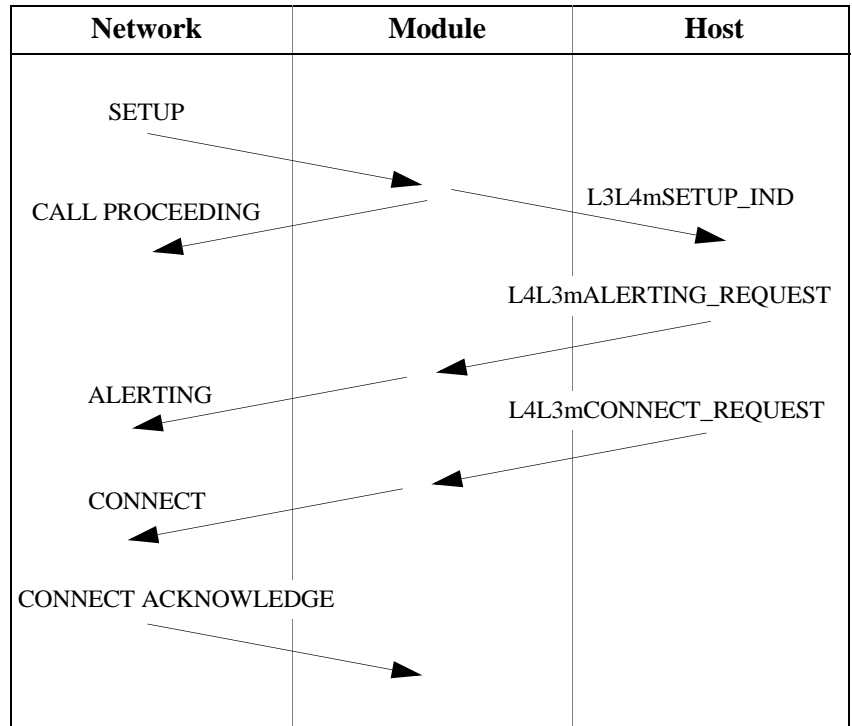 Network Module Host
SETUP
L3L4mSETUP_IND
CALL PROCEEDING
L4L3mALERTING_REQUEST
ALERTING
L4L3mCONNECT_REQUEST
CONNECT
CONNECT ACKNOWLEDGE